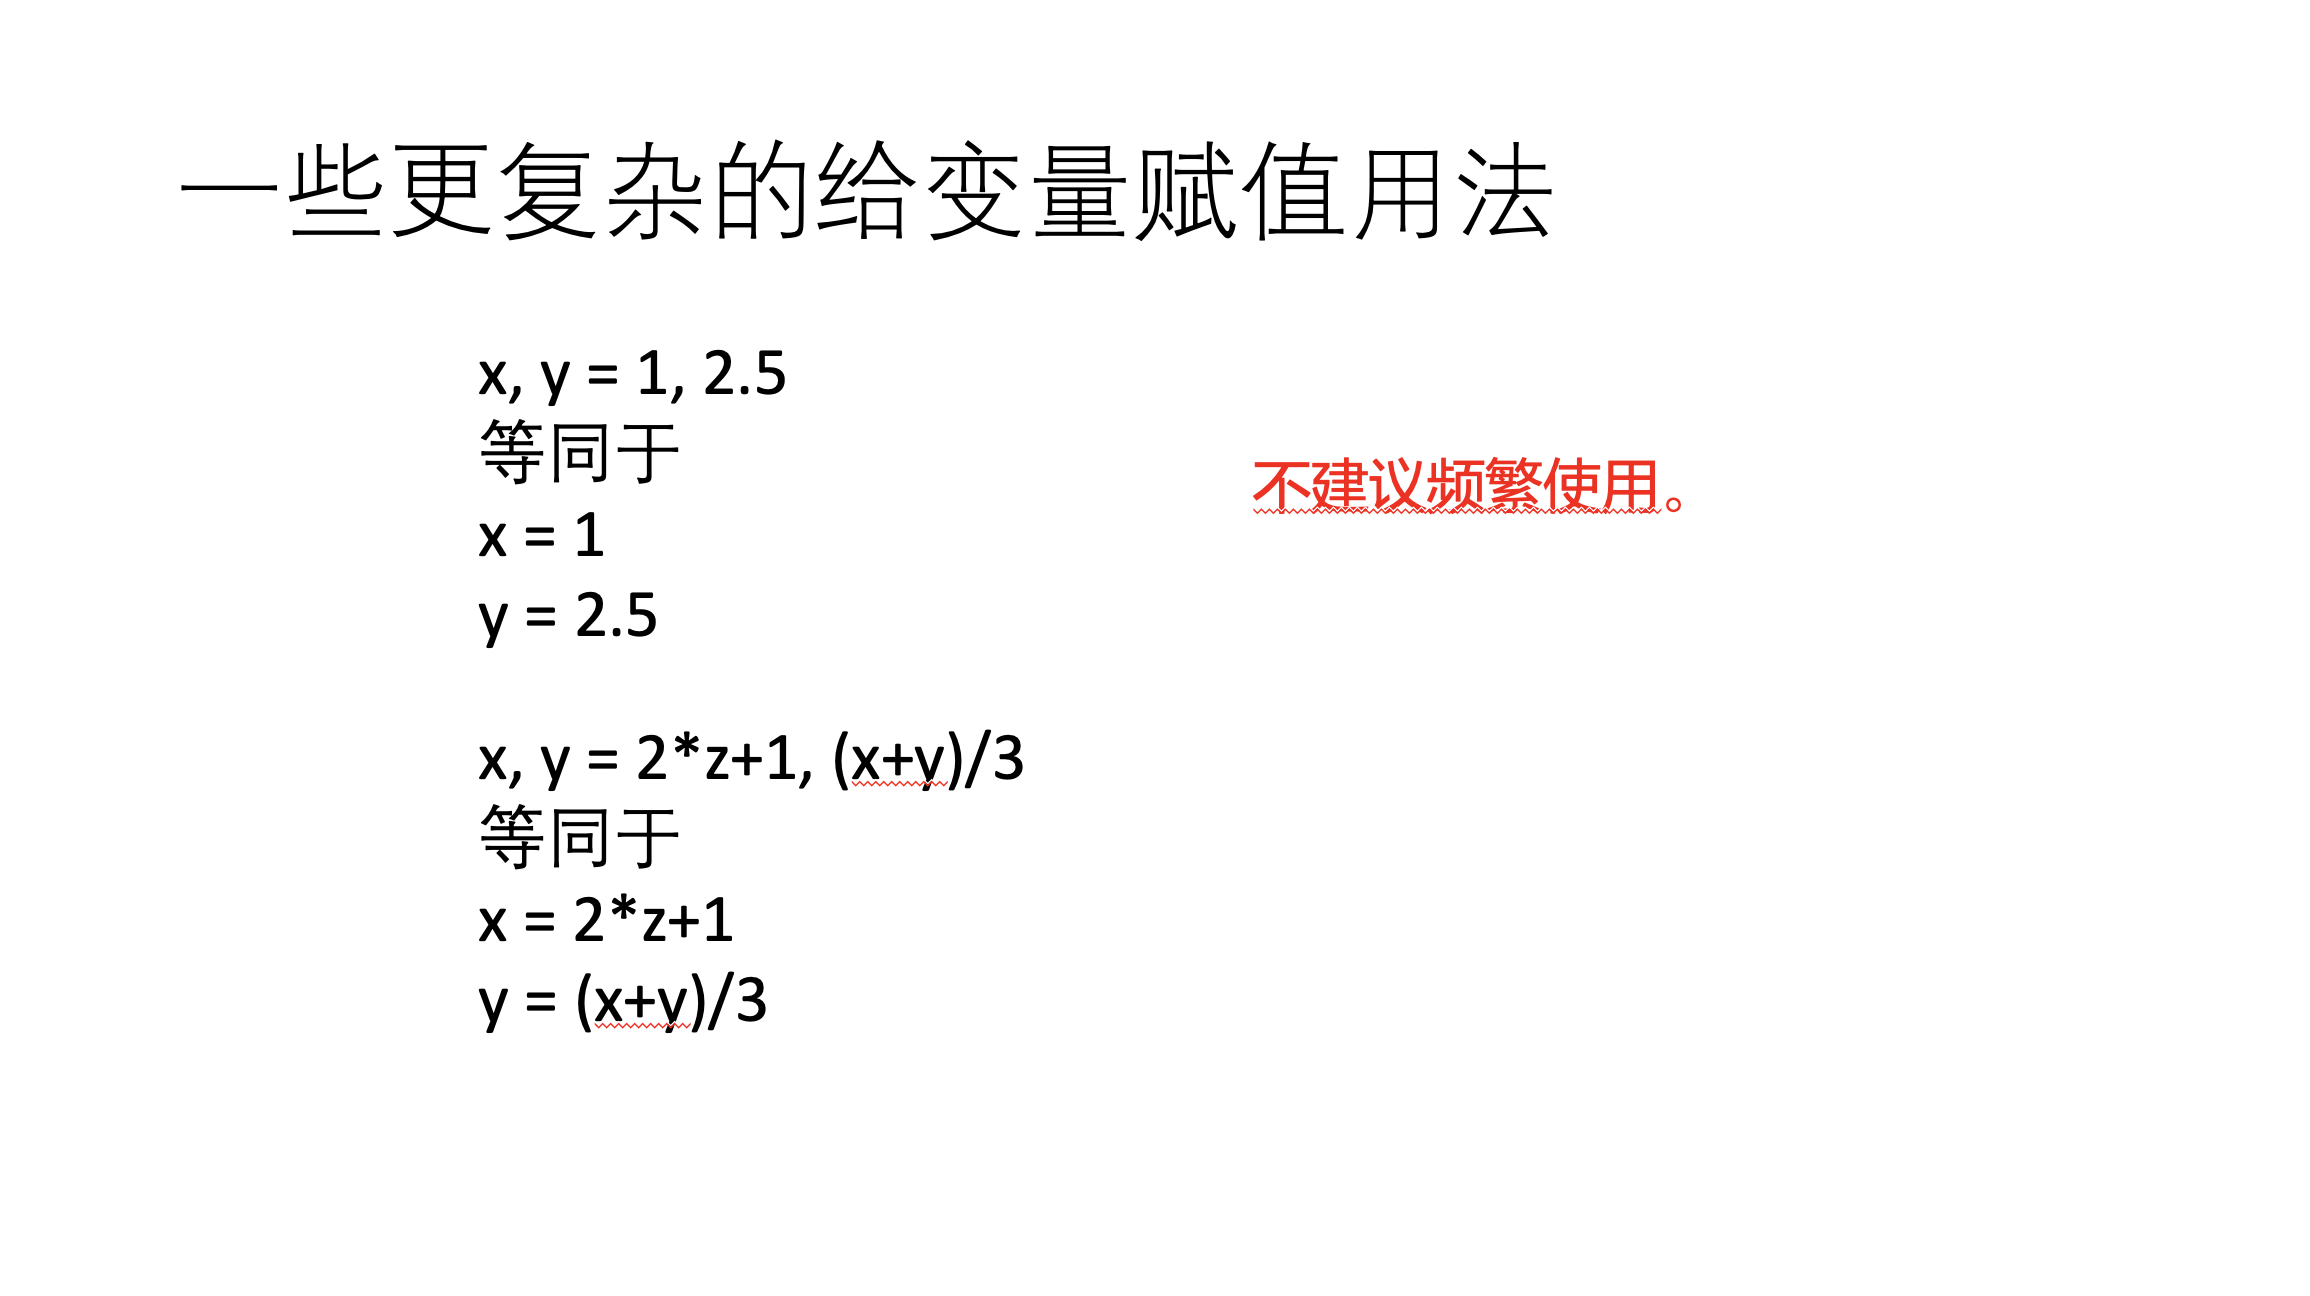 一些更复杂的给变量赋值用法
x, y = 1, 2.5
等同于
x = 1
y = 2.5
不建议频繁使用。
x, y = 2*z+1, (x+y)/3
等同于
x = 2*z+1
y = (x+y)/3